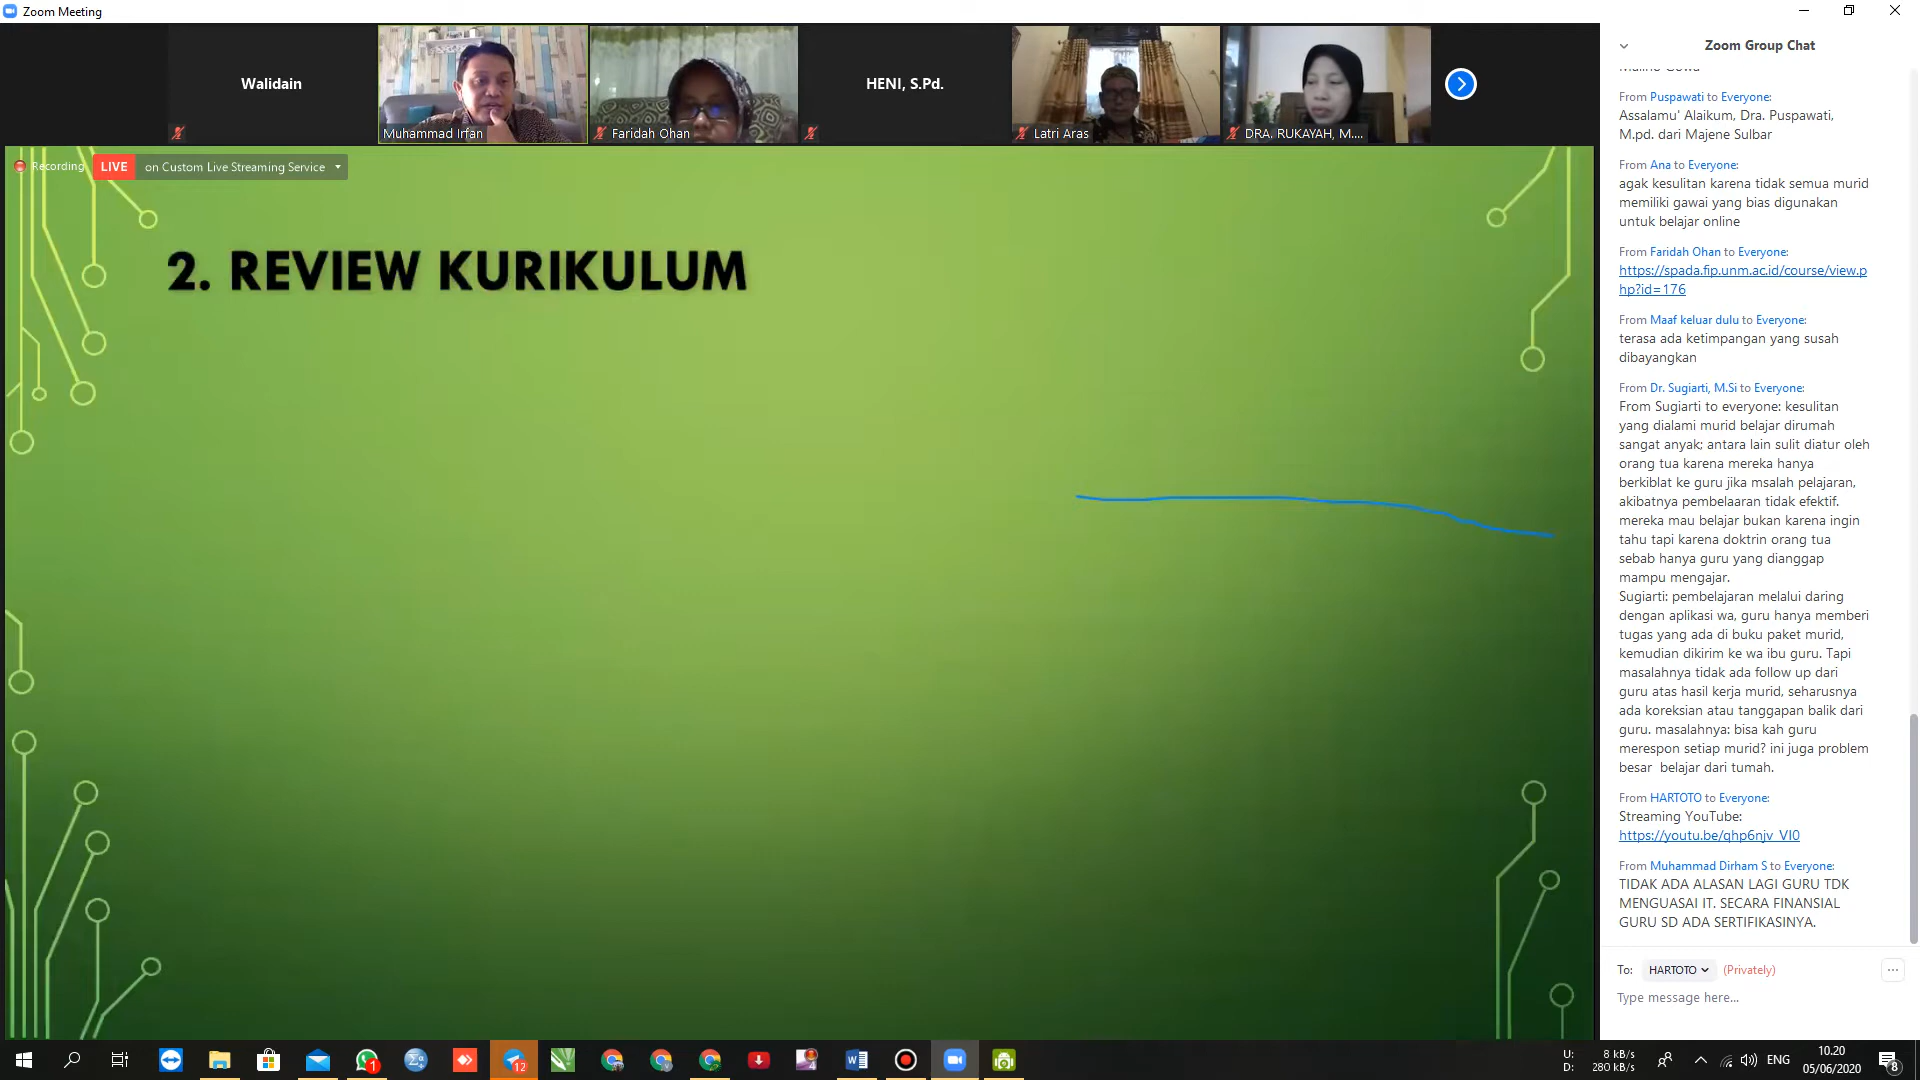 Zoom Meeting
Walidain
Muhammad Irfan
Faridah Ohan
HENI, S.Pd.
Latri Aras
DRA. RUKAYAH, M....
Recording
LIVE
on Custom Live Streaming Service
2. REVIEW KURIKULUM
Zoom Group Chat
From Puspawati to Everyone:
Assalamu' Alaikum, Dra. Puspawati,
M.pd. dari Majene Sulbar
From Ana to Everyone:
agak kesulitan karena tidak semua murid
memiliki gawai yang bias digunakan
untuk belajar online
From Faridah Ohan to Everyone:
https://spada.fip.unm.ac.id/course/view.p
hp?id=176
From Maaf keluar dulu to Everyone:
terasa ada ketimpangan yang susah
dibayangkan
From Dr. Sugiarti, M.Si to Everyone:
From Sugiarti to everyone: kesulitan
yang dialami murid belajar dirumah
sangat anyak; antara lain sulit diatur oleh
orang tua karena mereka hanya
berkiblat ke guru jika msalah pelajaran,
akibatnya pembelaaran tidak efektif.
mereka mau belajar bukan karena ingin
tahu tapi karena doktrin orang tua
sebab hanya guru yang dianggap
mampu mengajar.
Sugiarti: pembelajaran melalui daring
dengan aplikasi wa, guru hanya memberi
tugas yang ada di buku paket murid,
kemudian dikirim ke wa ibu guru. Tapi
masalahnya tidak ada follow up dari
guru atas hasil kerja murid, seharusnya
ada koreksian atau tanggapan balik dari
guru. masalahnya: bisa kah guru
merespon setiap murid? ini juga problem
besar  belajar dari tumah.
From HARTOTO to Everyone:
Streaming YouTube:
https://youtu.be/qhp6njv_VI0
From Muhammad Dirham S to Everyone:
TIDAK ADA ALASAN LAGI GURU TDK
MENGUASAI IT. SECARA FINANSIAL
GURU SD ADA SERTIFIKASINYA.
To: HARTOTO (Privately)
Type message here...
1
12
4
U: 8 kB/s
D: 280 kB/s
ENG
10.20
05/06/2020
8